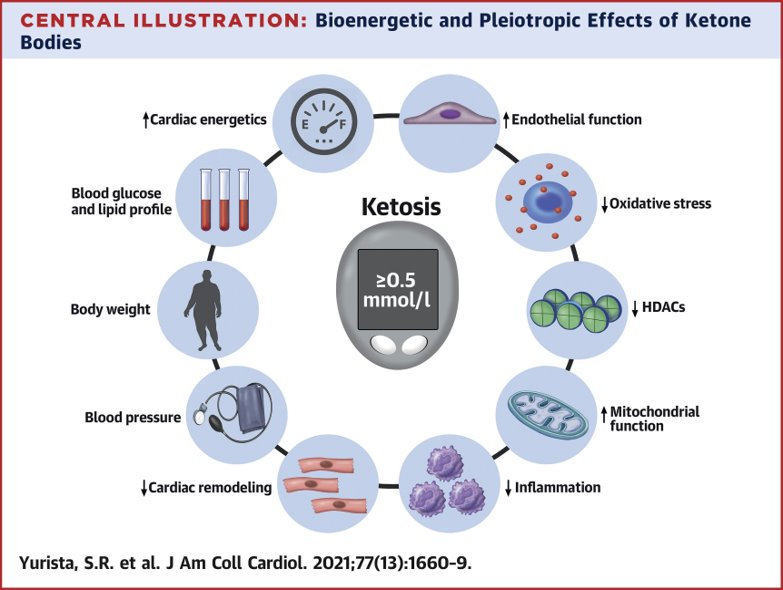 CENTRAL ILLUSTRATION: Bioenergetic and Pleiotropic Effects of Ketone
Bodies
↑Cardiac energetics
E F
↑Endothelial function
Blood glucose
and lipid profile
↓Oxidative stress
Ketosis
≥0.5
mmol/l
Body weight
↓HDACs
Blood pressure
↑Mitochondrial
function
↓Cardiac remodeling
↓Inflammation
Yurista, S.R. et al. J Am Coll Cardiol. 2021;77(13):1660-9.